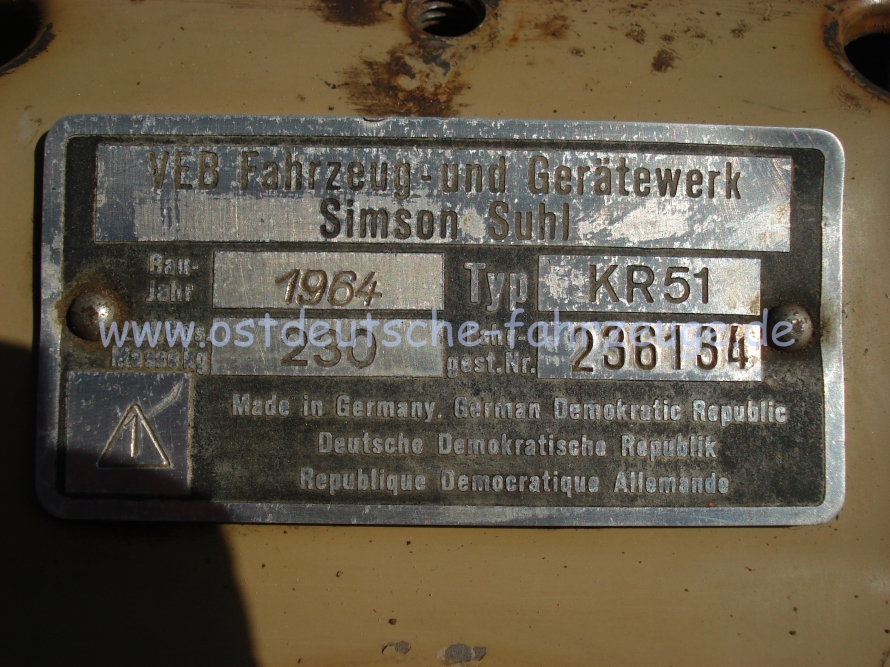 VEB Fahrzeug-und Gerätewerk
Simson Suhl
Bau-
Jahr 1964 Typ KR51
www.ostdeutsche-fahrzeuge.de
230 gest.Nr. 236134
Made in Germany, German Demokratic Republic
Deutsche Demokratische Republik
Republique Democratique Allemande